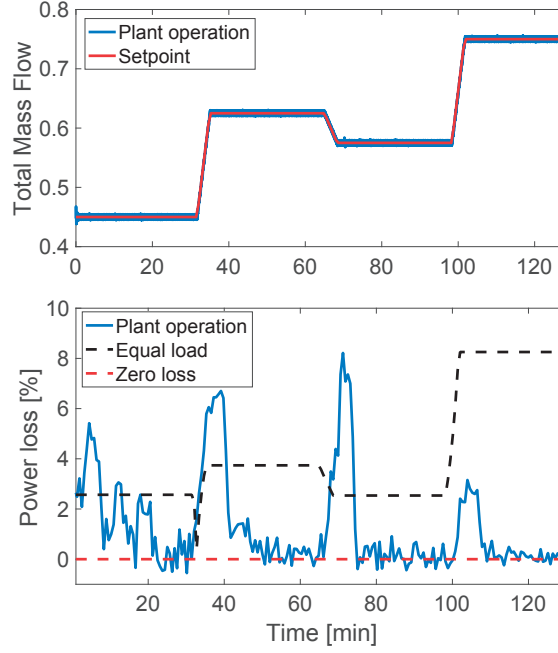 0.8
Plant operation
Setpoint
0.7
0.6
0.5
0.4
Total Mass Flow
0 20 40 60 80 100 120
10
Plant operation
Equal load
Zero loss
8
6
4
2
0
Power loss [%]
20 40 60 80 100 120
Time [min]